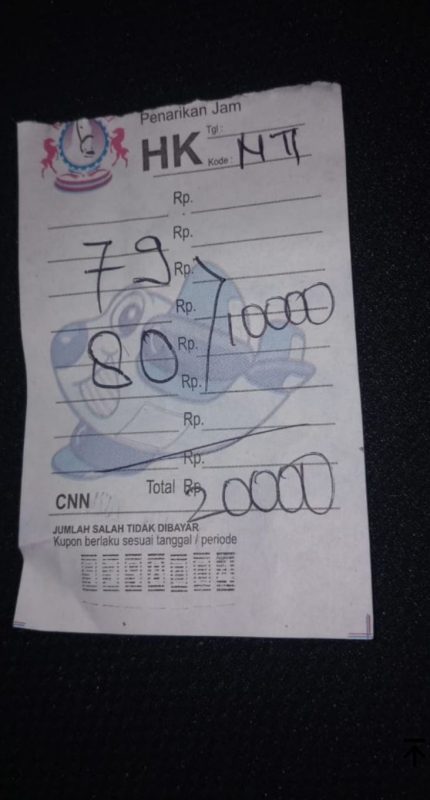 Penarikan Jam
HK
Tgl :
Kode : NTT
Rp.
Rp.
79 Rp.
Rp. 10000
80 Rp.
Rp.
Rp.
Rp.
Total Rp 20000
CNN
JUMLAH SALAH TIDAK DIBAYAR
Kupon berlaku sesuai tanggal / periode